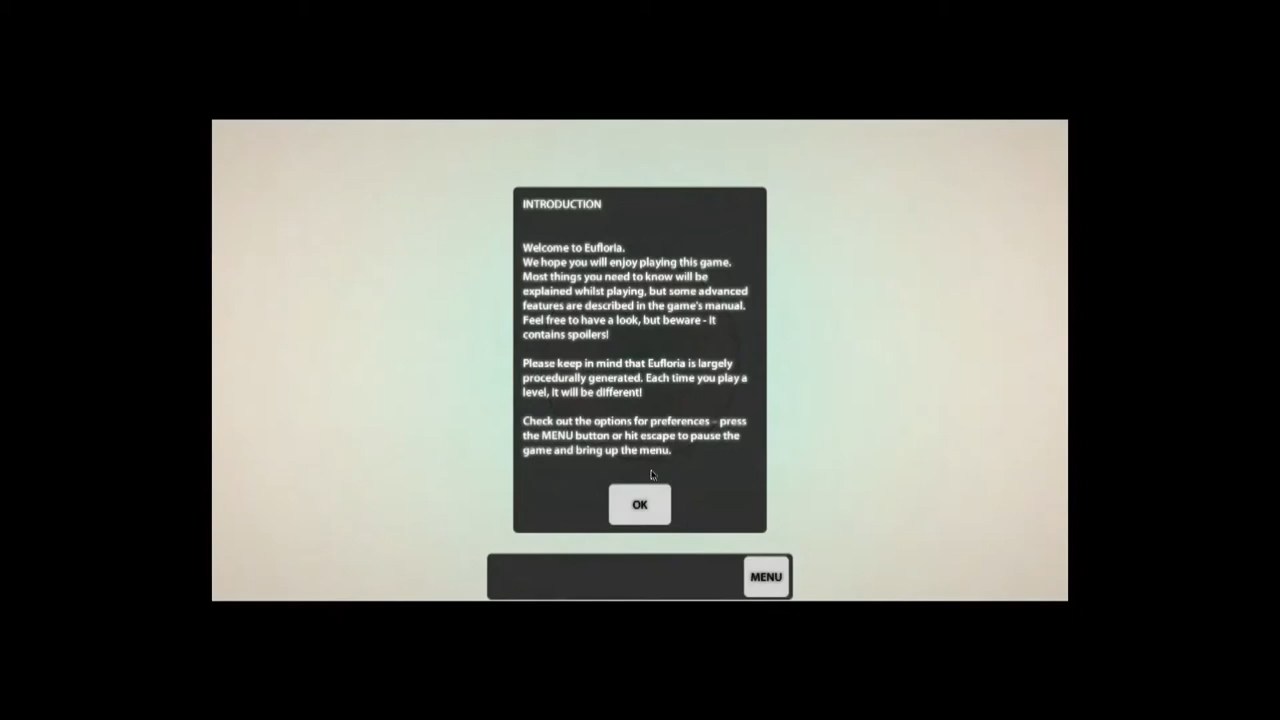 INTRODUCTION
Welcome to Eufloria.
We hope you will enjoy playing this game.
Most things you need to know will be
explained whilst playing, but some advanced
features are described in the game's manual.
Feel free to have a look, but beware - it
contains spoilers!
Please keep in mind that Eufloria is largely
procedurally generated. Each time you play a
level, it will be different!
Check out the options for preferences - press
the MENU button or hit escape to pause the
game and bring up the menu.
OK
MENU